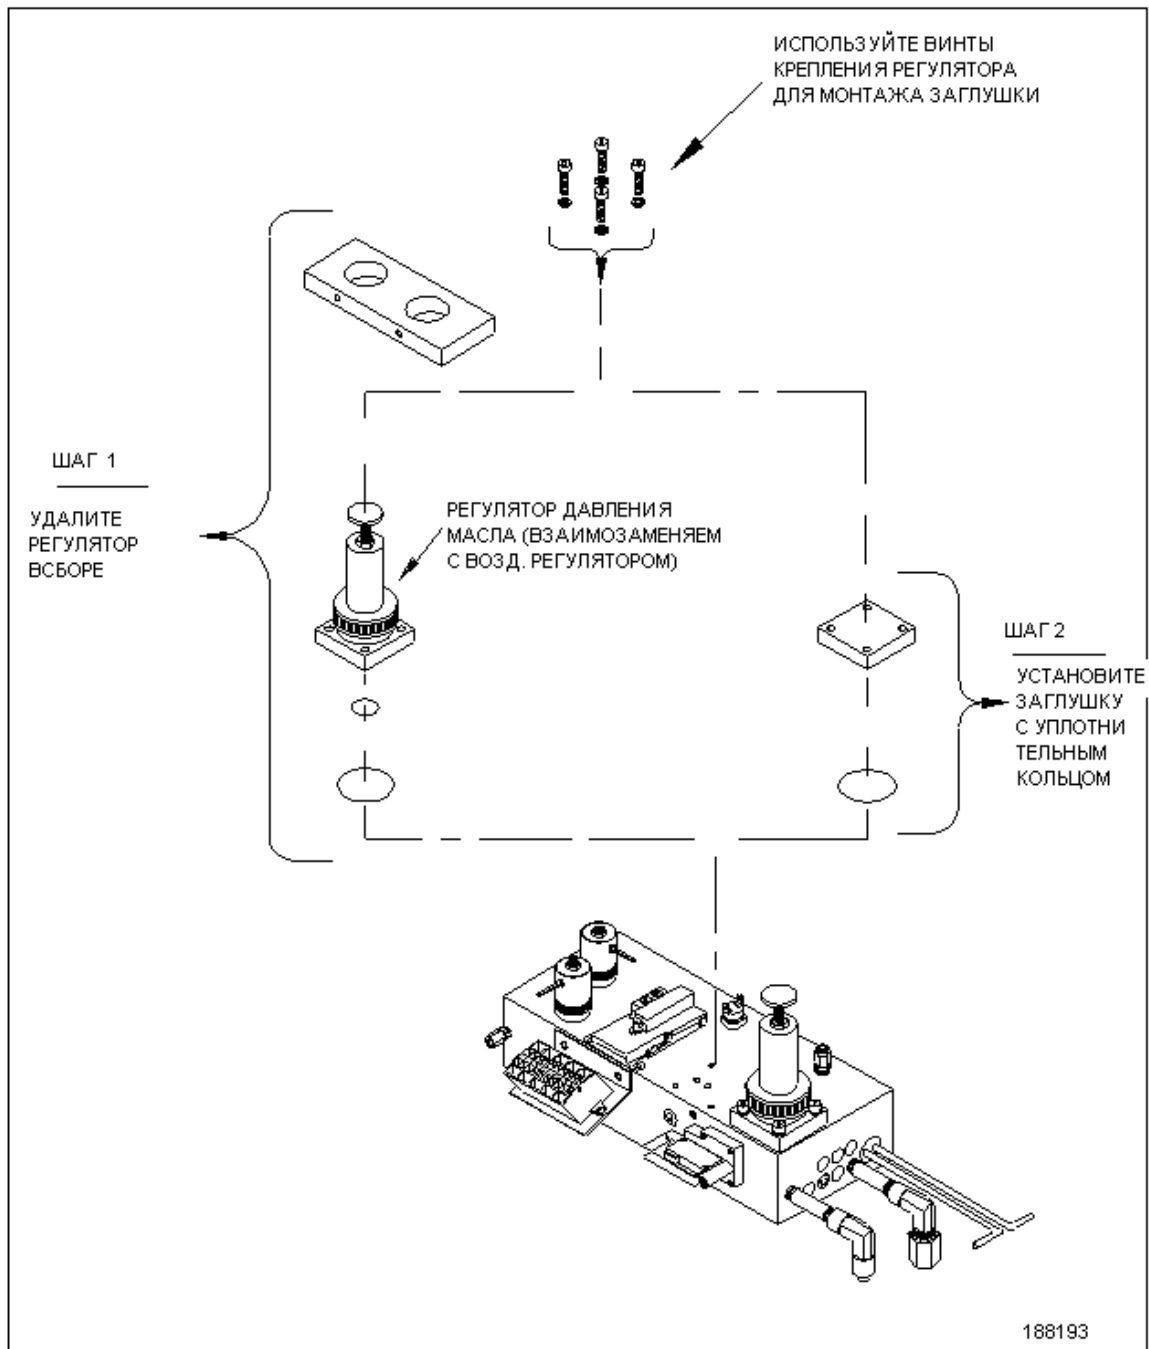 ИСПОЛЬЗУЙТЕ ВИНТЫ
КРЕПЛЕНИЯ РЕГУЛЯТОРА
ДЛЯ МОНТАЖА ЗАГЛУШКИ
ШАГ 1
УДАЛИТЕ
РЕГУЛЯТОР
ВСБОРЕ
РЕГУЛЯТОР ДАВЛЕНИЯ
МАСЛА (ВЗАИМОЗАМЕНЯЕМ
С ВОЗД. РЕГУЛЯТОРОМ)
ШАГ 2
УСТАНОВИТЕ
ЗАГЛУШКУ
С УПЛОТНИ
ТЕЛЬНЫМ
КОЛЬЦОМ
188193